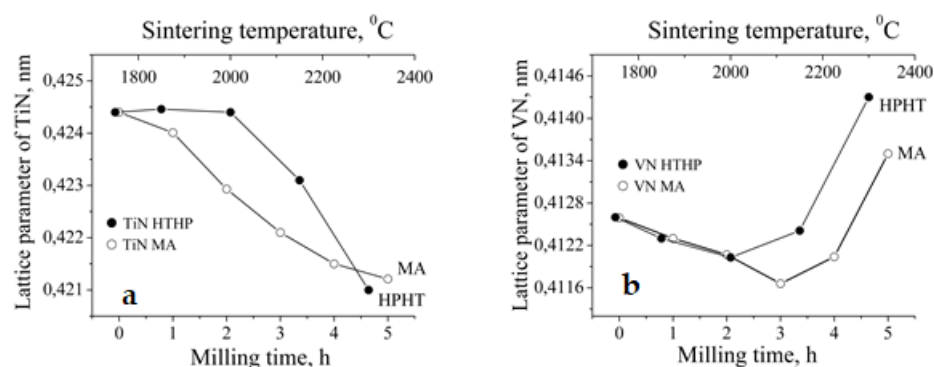 Sintering temperature, ⁰C
1800 2000 2200 2400
Lattice parameter of TiN, nm
0,425
0,424
0,423
0,422
0,421
TiN HTHP
TiN MA
MA
HPHT
a
0 1 2 3 4 5
Milling time, h
Sintering temperature, ⁰C
1800 2000 2200 2400
Lattice parameter of VN, nm
0,4146
0,4140
0,4134
0,4128
0,4122
0,4116
HPHT
MA
VN HTHP
VN MA
b
0 1 2 3 4 5
Milling time, h